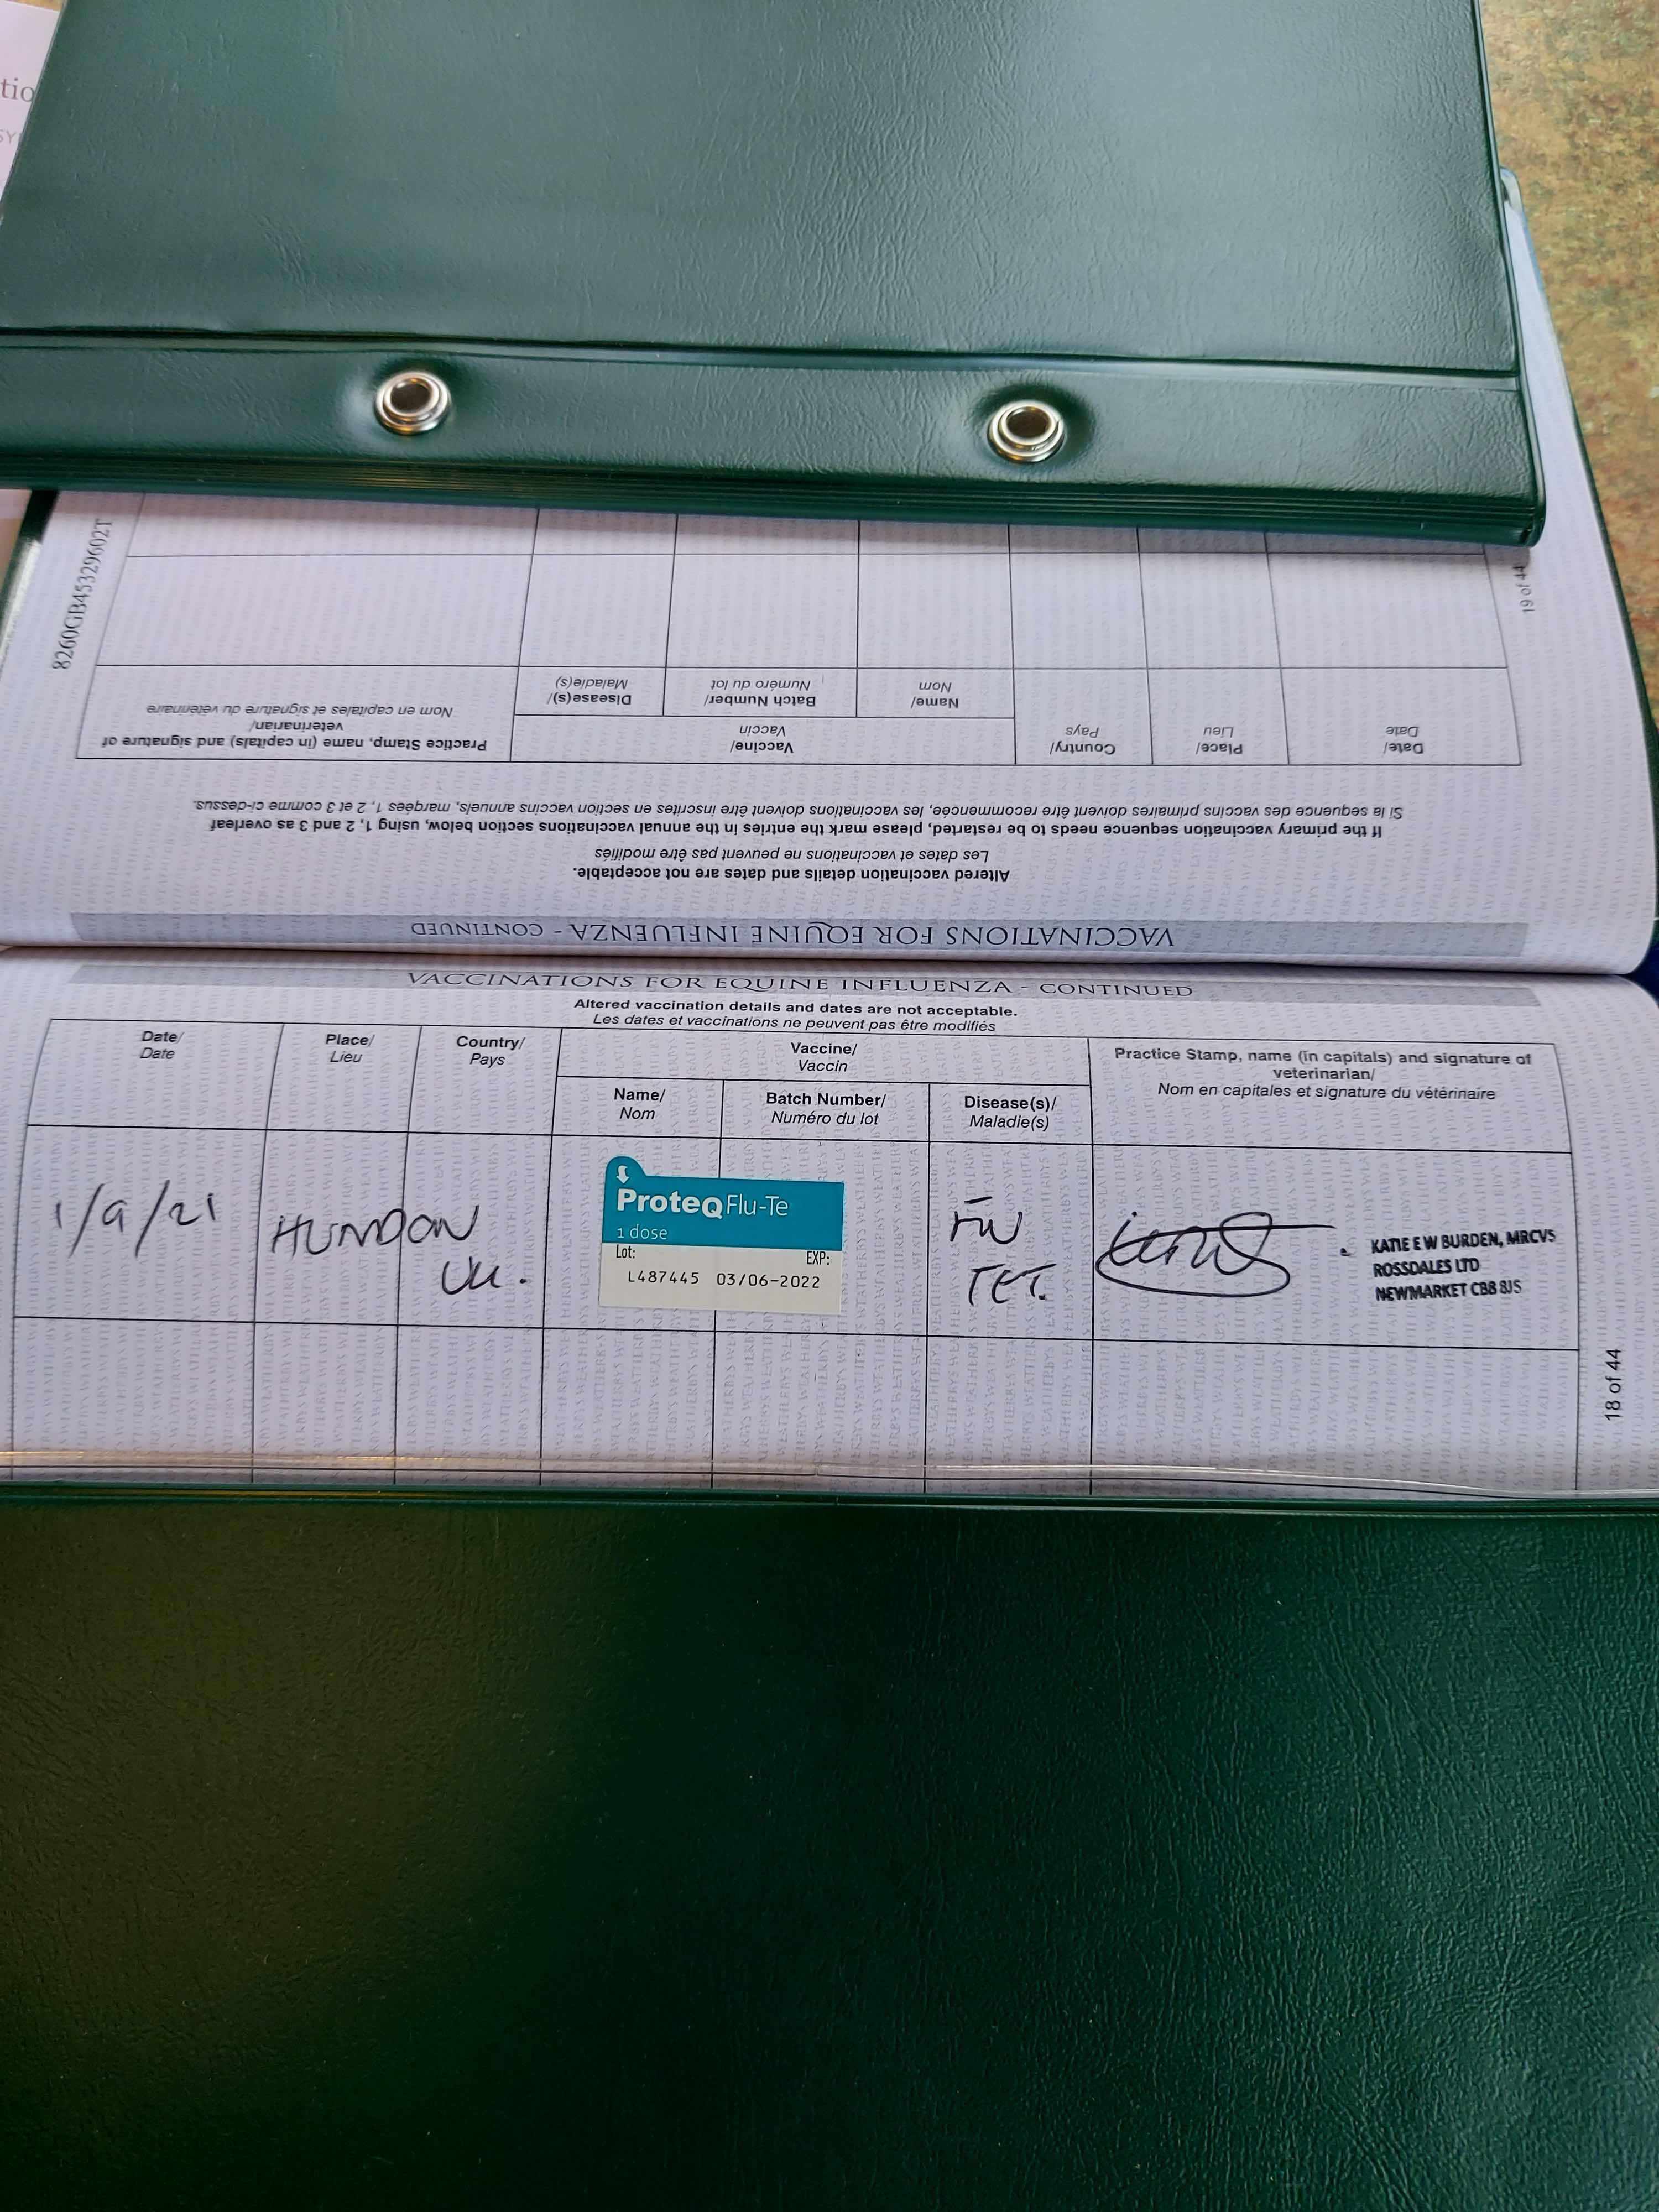 tio
SY
8260GB45329602T
19 of 44
VACCINATIONS FOR EQUINE INFLUENZA - CONTINUED
Altered vaccination details and dates are not acceptable.
Les dates et vaccinations ne peuvent pas être modifiés
If the primary vaccination sequence needs to be restarted, please mark the entries in the annual vaccinations section below, using 1, 2 and 3 as overleaf
Si la séquence des vaccins primaires doivent être recommencée, les vaccinations doivent être inscrites en section vaccins annuels, marqées 1, 2 et 3 comme ci-dessus.
Date/
Date
Place/
Lieu
Country/
Pays
Vaccine/
Vaccin
Name/
Nom
Batch Number/
Numéro du lot
Disease(s)/
Maladie(s)
Practice Stamp, name (in capitals) and signature of
veterinarian/
Nom en capitales et signature du vétérinaire
VACCINATIONS FOR EQUINE INFLUENZA - CONTINUED
Altered vaccination details and dates are not acceptable.
Les dates et vaccinations ne peuvent pas être modifiés
Date/
Date
Place/
Lieu
Country/
Pays
Vaccine/
Vaccin
Name/
Nom
Batch Number/
Numéro du lot
Disease(s)/
Maladie(s)
Practice Stamp, name (in capitals) and signature of
veterinarian/
Nom en capitales et signature du vétérinaire
1/9/21
HUNDON
UK.
ProteqFlu-Te
1 dose
Lot: EXP:
L487445 03/06-2022
FLU
TET.
KATIE E W BURDEN, MRCVS
ROSSDALES LTD
NEWMARKET CB8 8JS
18 of 44